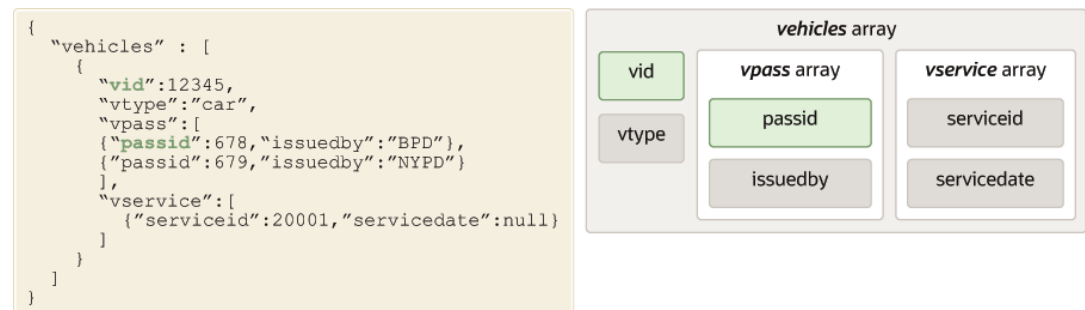 {
“vehicles” : [
{
“vid”:12345,
“vtype”:”car”,
“vpass”:[
{“passid”:678,“issuedby”:”BPD”},
{”passid”:679,”issuedby”:”NYPD”}
],
“vservice”:[
{”serviceid”:20001,”servicedate”:null}
]
}
]
}
vehicles array
vid
vtype
vpass array
passid
issuedby
vservice array
serviceid
servicedate